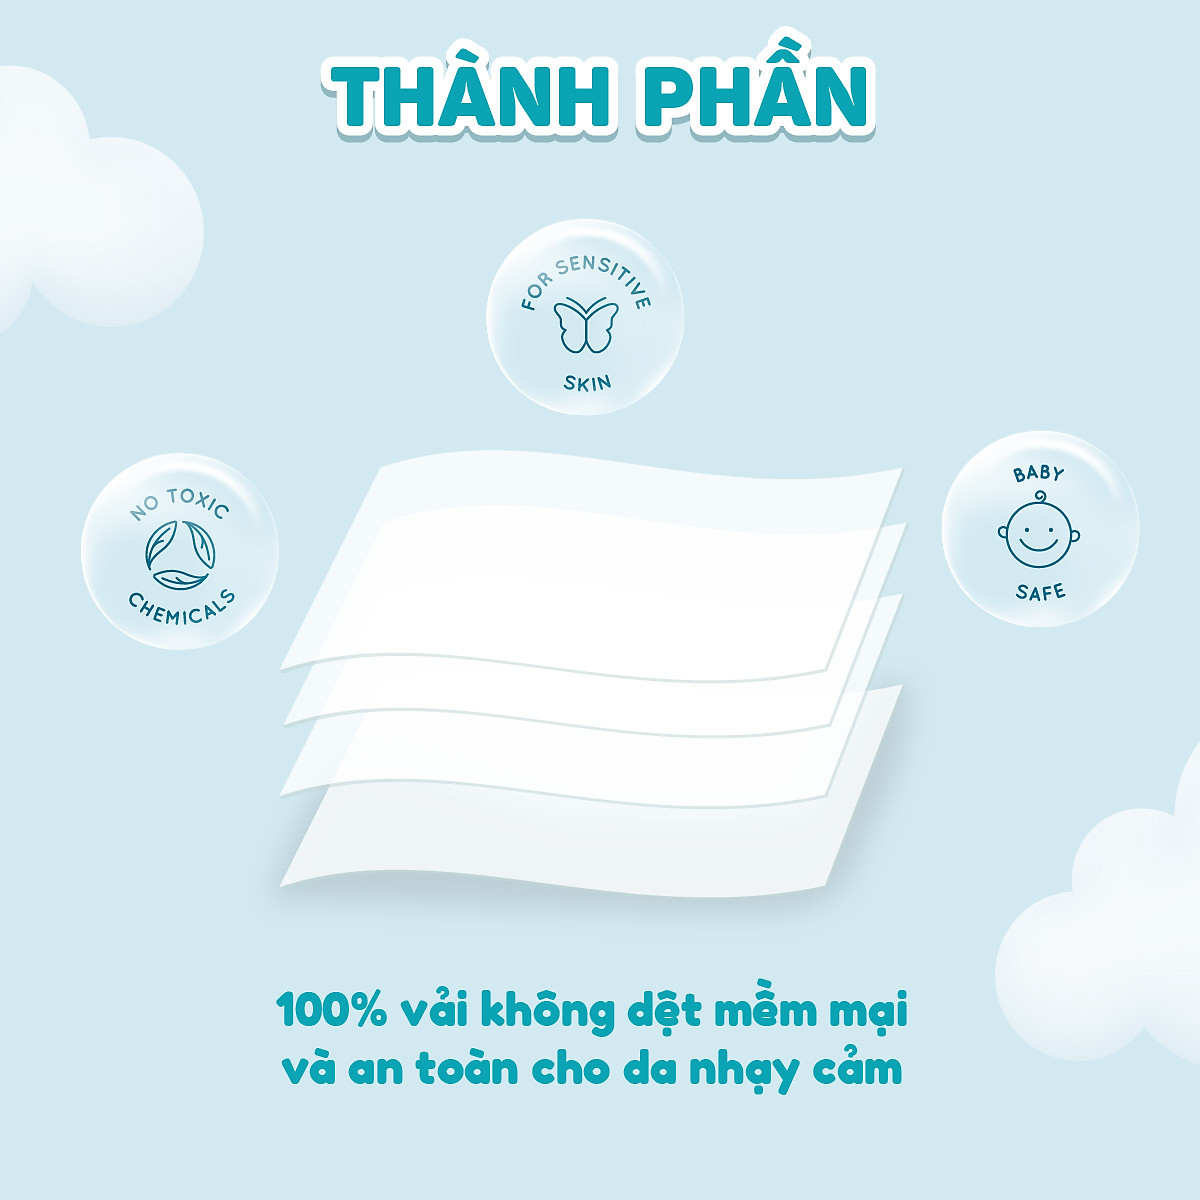 THÀNH PHẦN
FOR SENSITIVE
SKIN
NO TOXIC
CHEMICALS
BABY
SAFE
100% vải không dệt mềm mại
và an toàn cho da nhạy cảm